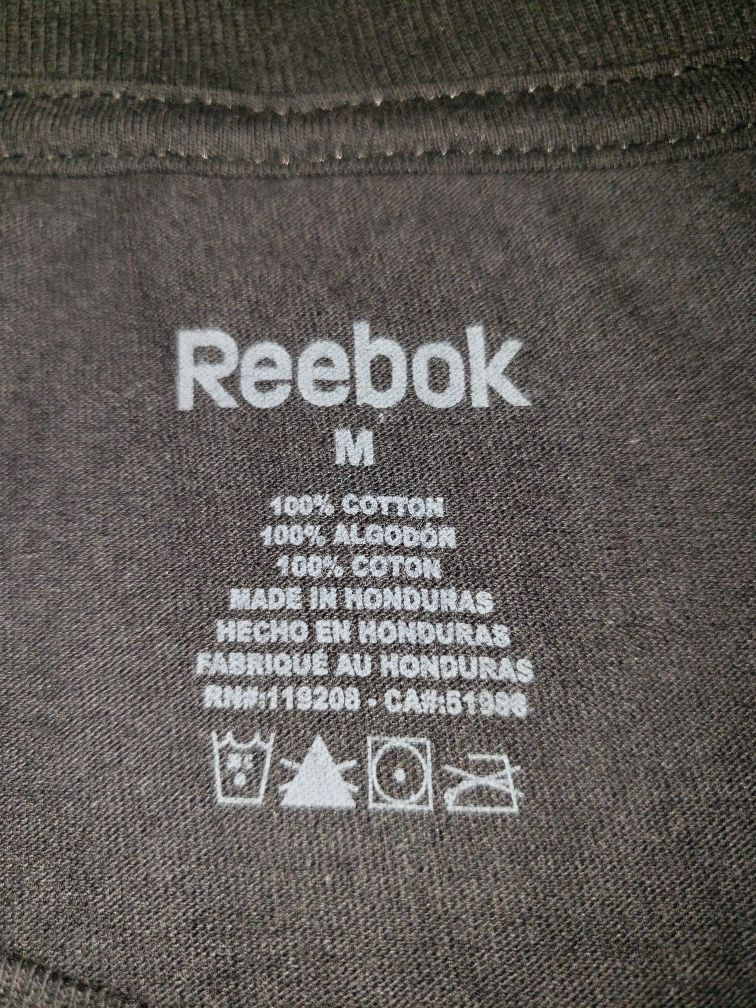 Reebok
M
100% COTTON
100% ALGODÓN
100% COTON
MADE IN HONDURAS
HECHO EN HONDURAS
FABRIQUÉ AU HONDURAS
RN#:119208 - CA#: